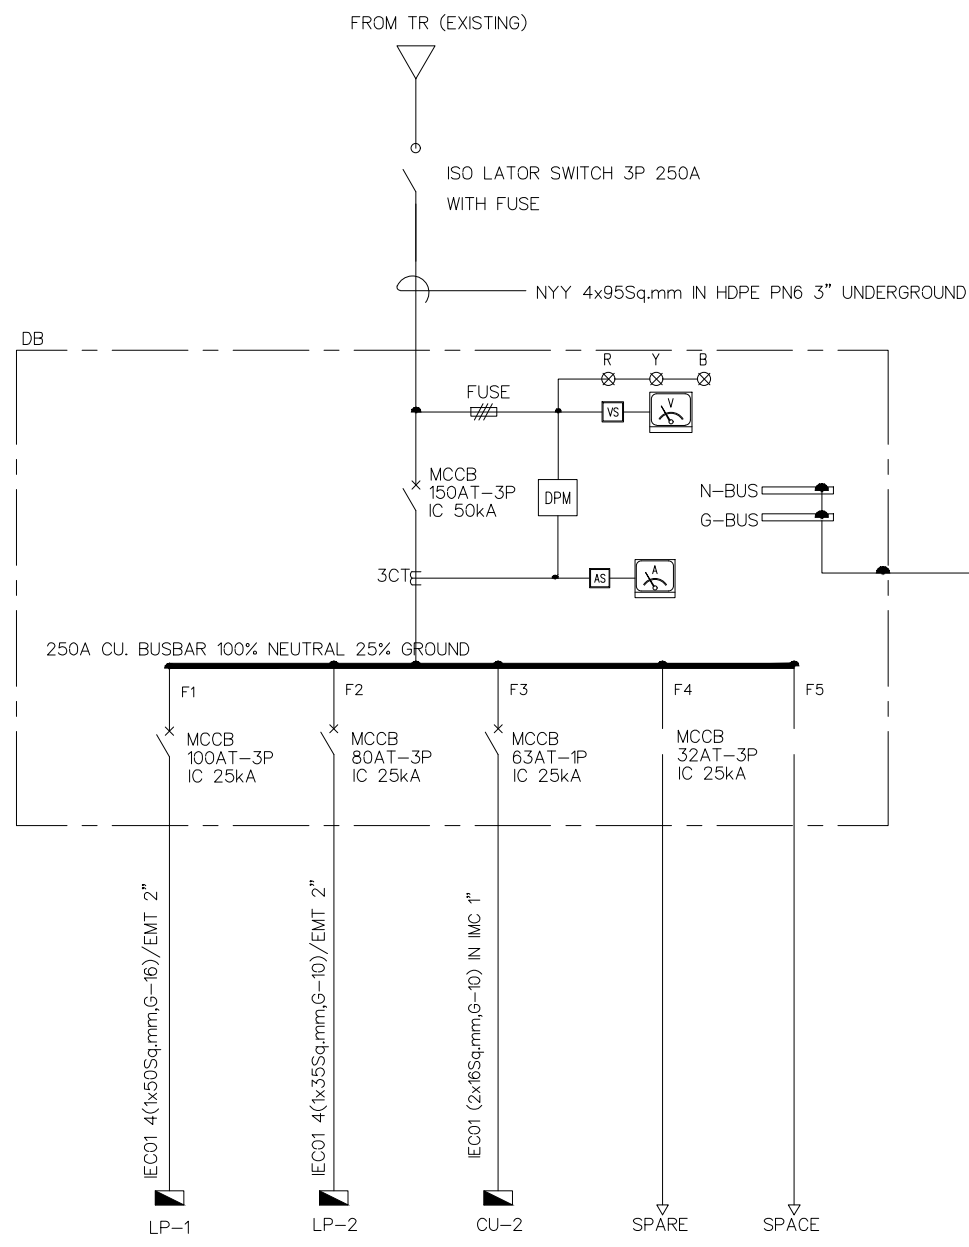 FROM TR (EXISTING)
ISO LATOR SWITCH 3P 250A
WITH FUSE
NYY 4x95Sq.mm IN HDPE PN6 3" UNDERGROUND
DB
R Y B
FUSE
VS
V
MCCB
150AT-3P
IC 50kA
DPM
N-BUS
G-BUS
3CT
AS
A
250A CU. BUSBAR 100% NEUTRAL 25% GROUND
F1 F2 F3 F4 F5
MCCB
100AT-3P
IC 25kA
MCCB
80AT-3P
IC 25kA
MCCB
63AT-1P
IC 25kA
MCCB
32AT-3P
IC 25kA
IEC01 4(1x50Sq.mm,G-16)/EMT 2"
IEC01 4(1x35Sq.mm,G-10)/EMT 2"
IEC01 (2x16Sq.mm,G-10) IN IMC 1"
LP-1
LP-2
CU-2
SPARE
SPACE